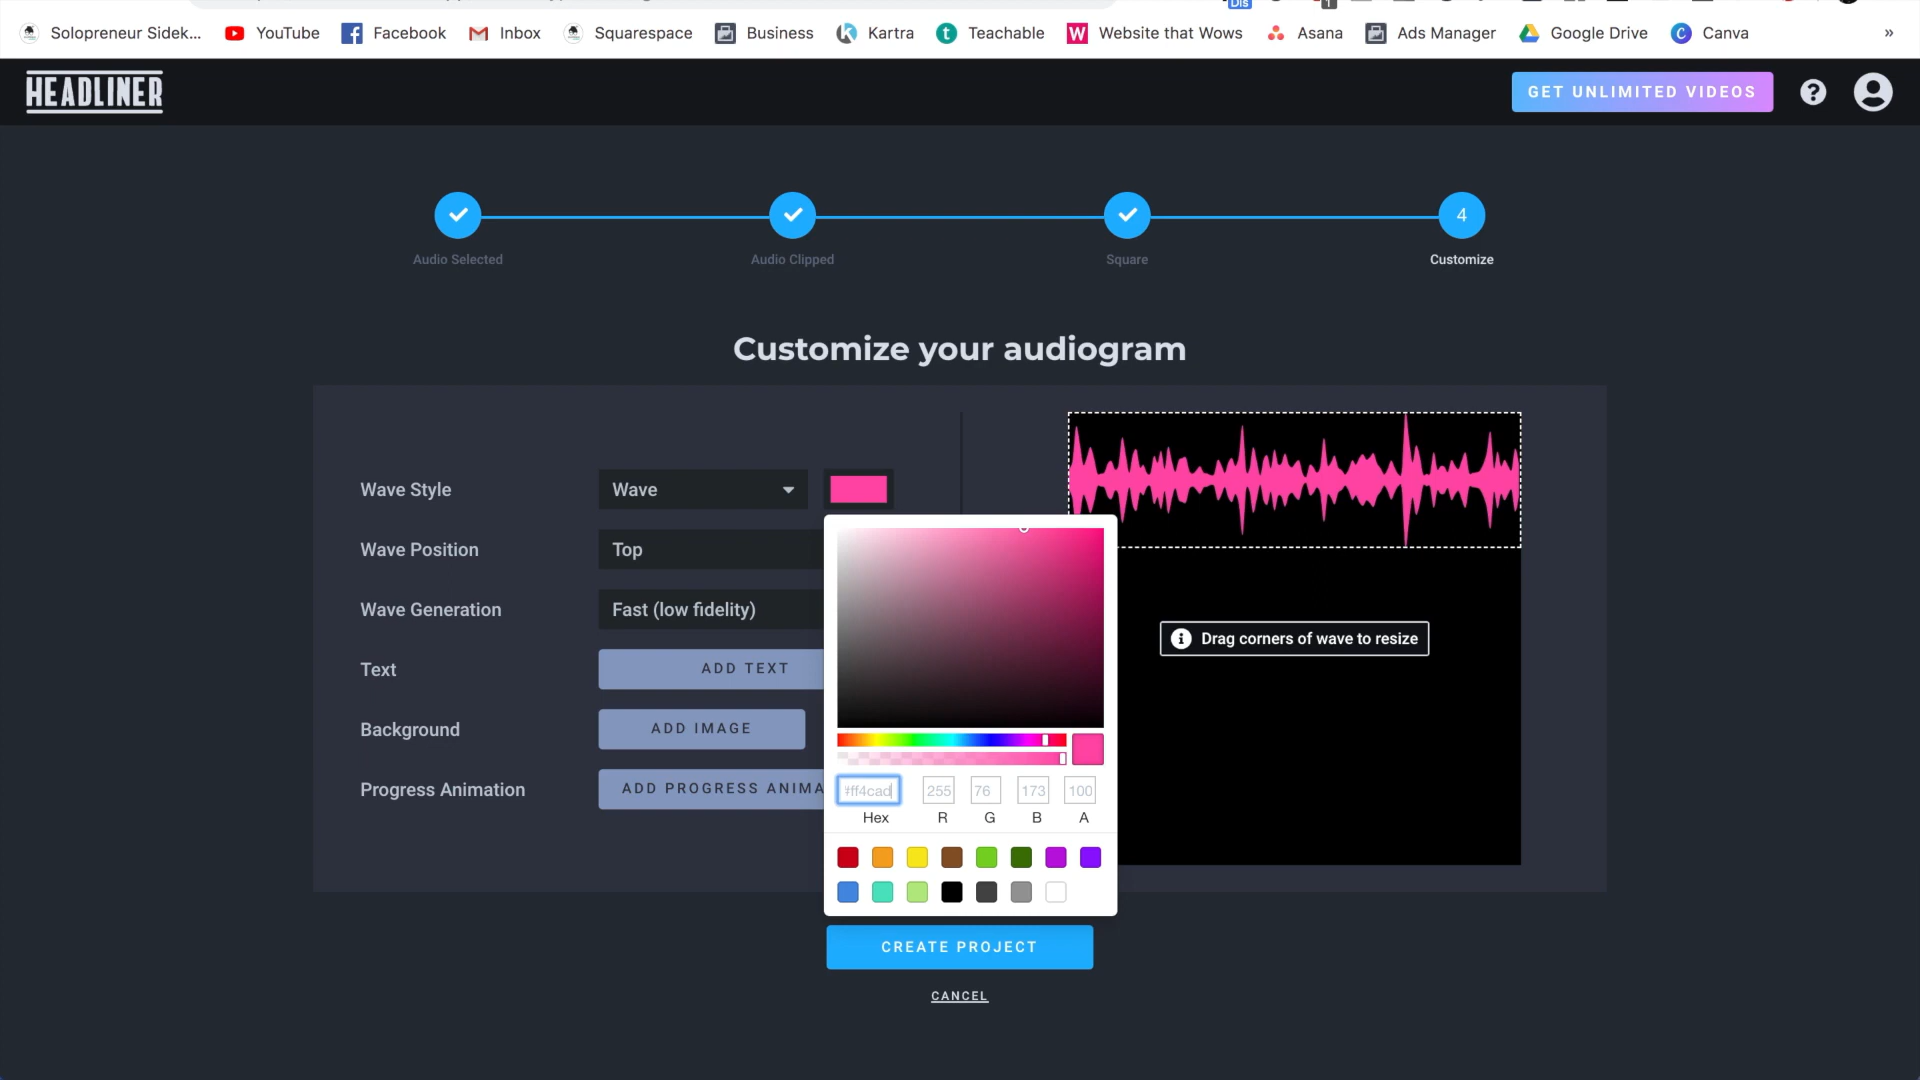 Dis
1
Solopreneur Sidek...
YouTube
Facebook
Inbox
Squarespace
Business
Kartra
Teachable
Website that Wows
Asana
Ads Manager
Google Drive
Canva
»
HEADLINER
GET UNLIMITED VIDEOS
?
4
Audio Selected
Audio Clipped
Square
Customize
Customize your audiogram
Wave Style
Wave
Wave Position
Top
Wave Generation
Fast (low fidelity)
Text
ADD TEXT
Background
ADD IMAGE
Progress Animation
ADD PROGRESS ANIMA
#ff4cad
255
76
173
100
Hex
R
G
B
A
Drag corners of wave to resize
CREATE PROJECT
CANCEL